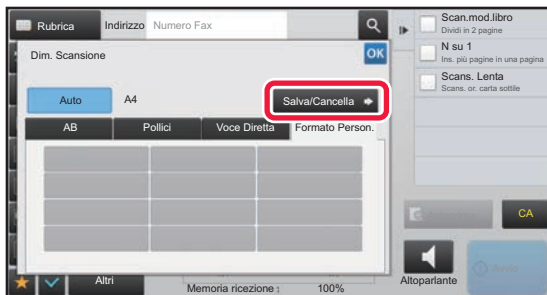 Rubrica Indirizzo Numero Fax
Dim. Scansione
OK
Auto A4 Salva/Cancella
AB Pollici Voce Diretta Formato Person.
Altri
Memoria ricezione : 100%
Scan.mod.libro
Dividi in 2 pagine
N su 1
Ins. più pagine in una pagina
Scans. Lenta
Scans. or. carta sottile
CA
Altoparlante
Avvio